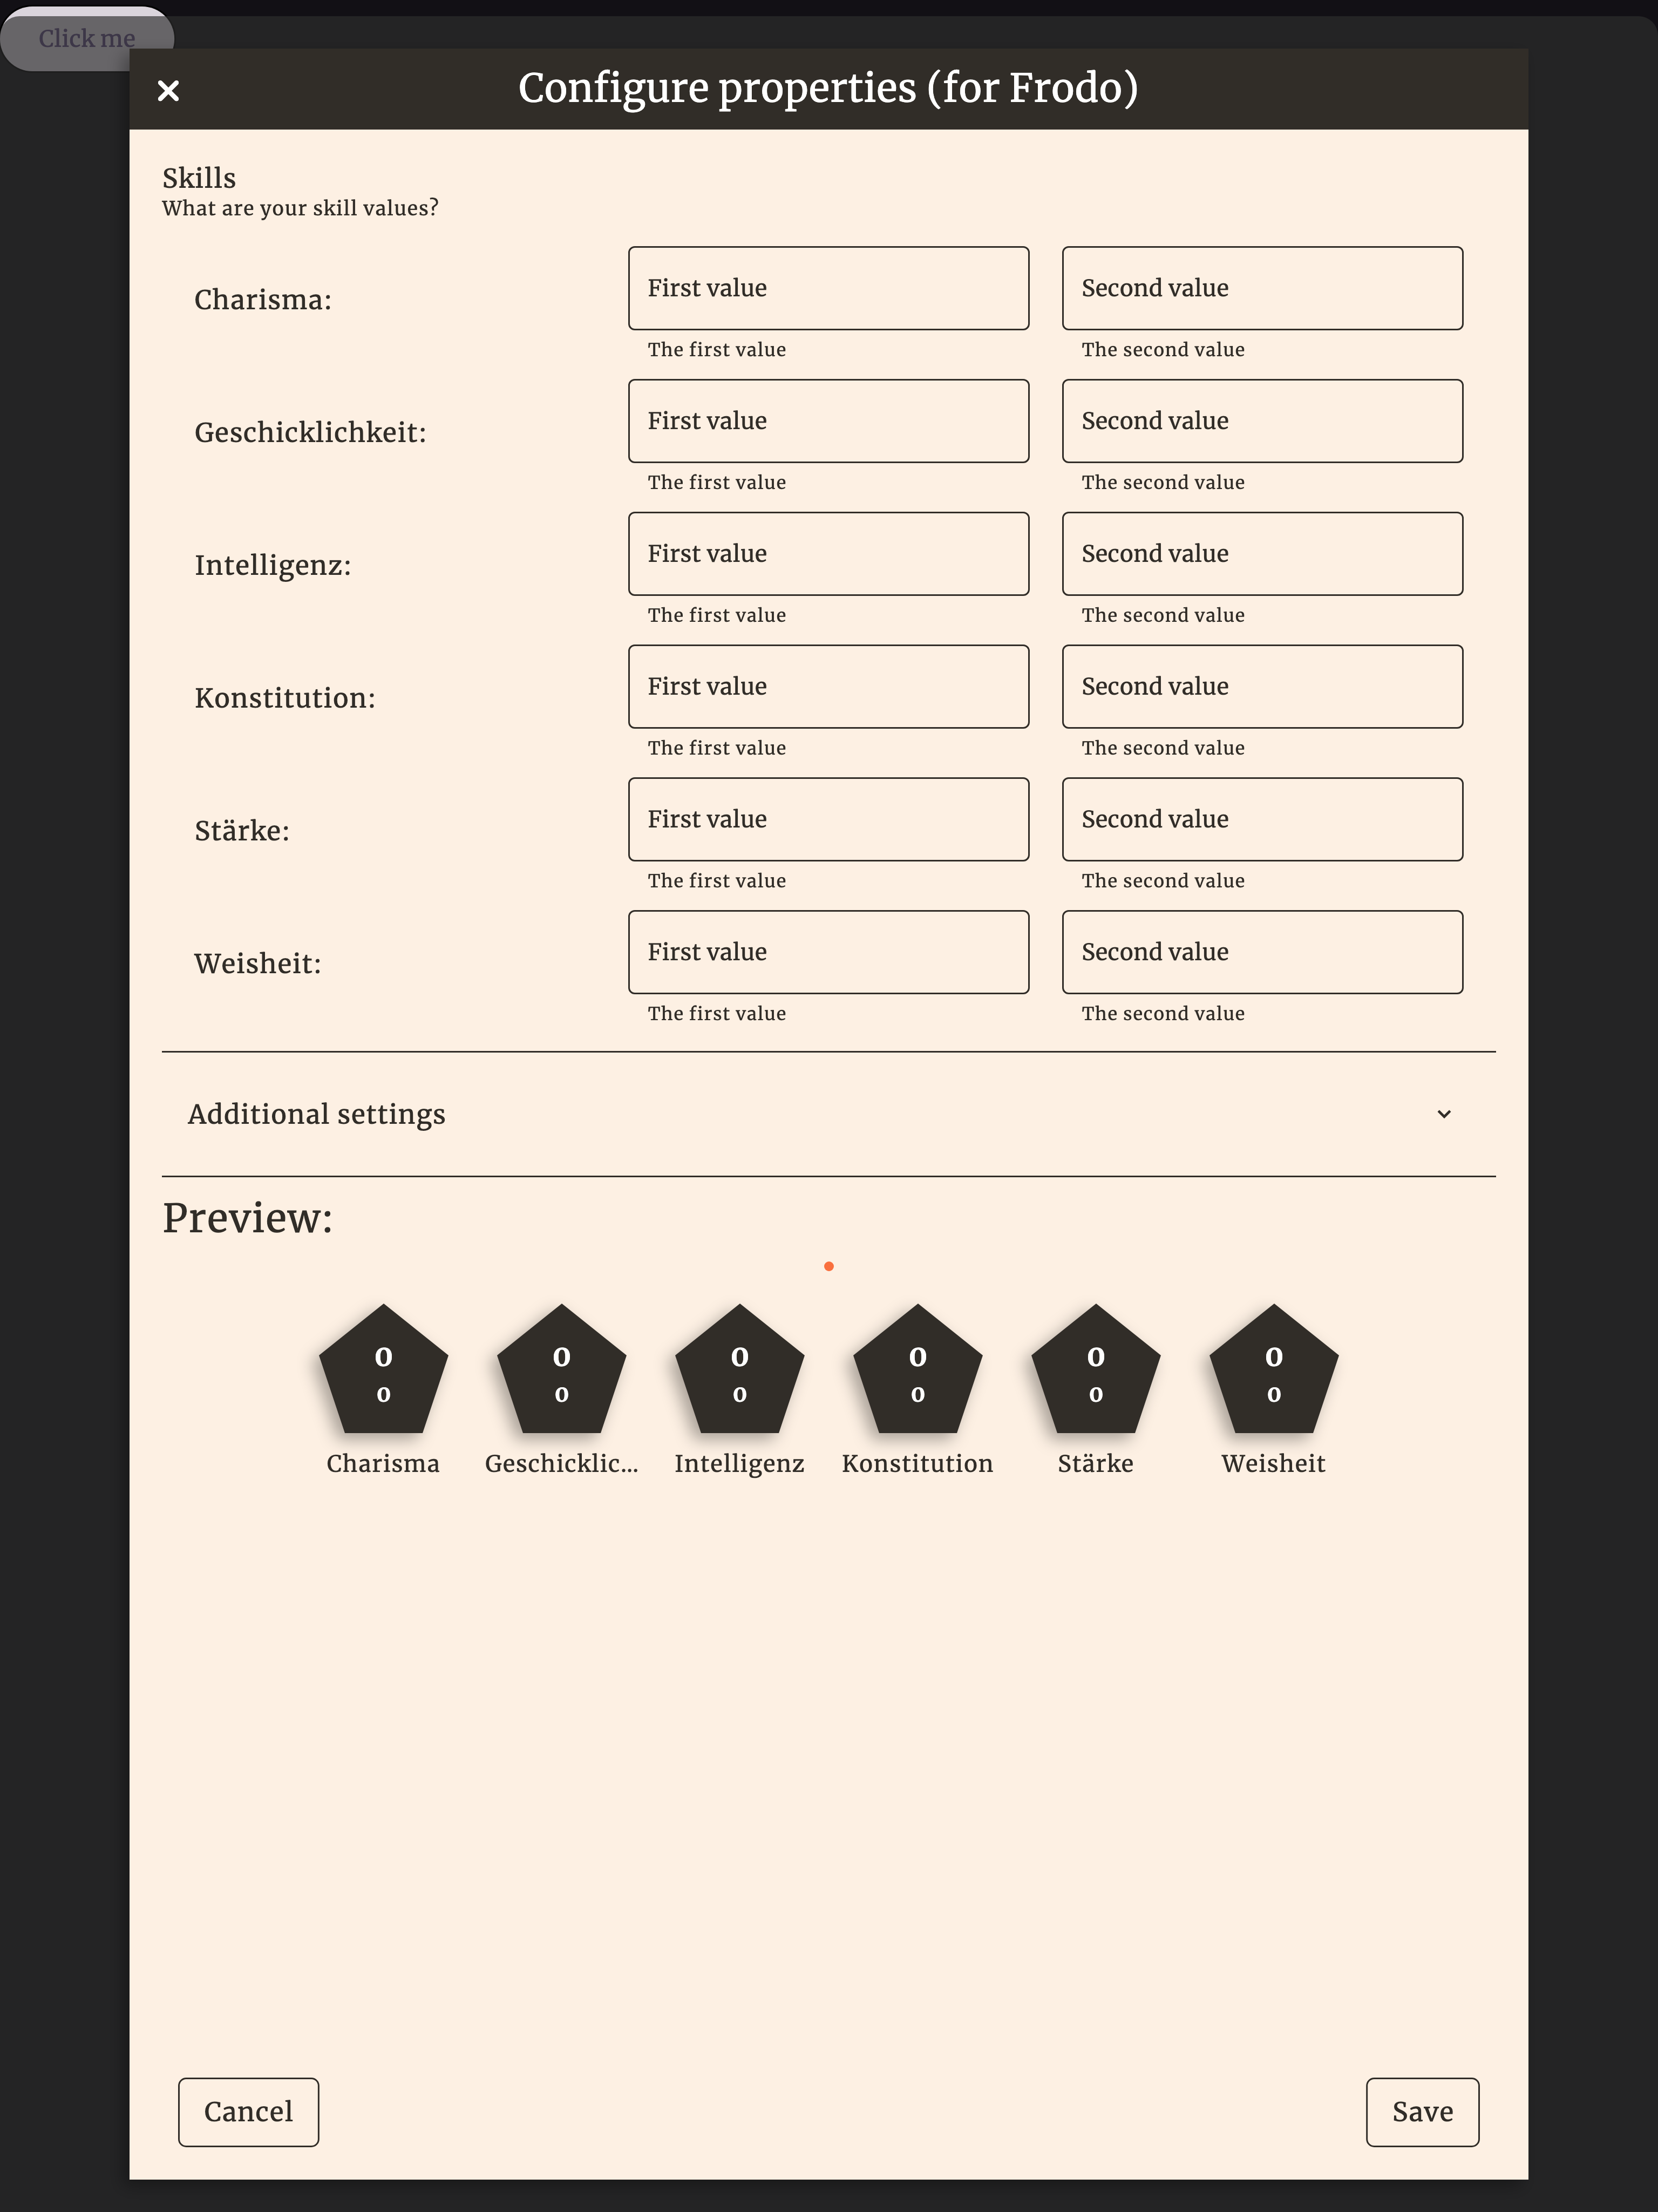 Click me
Configure properties (for Frodo)
Skills
What are your skill values?
Charisma:
First value
Second value
The first value
The second value
Geschicklichkeit:
First value
Second value
The first value
The second value
Intelligenz:
First value
Second value
The first value
The second value
Konstitution:
First value
Second value
The first value
The second value
Stärke:
First value
Second value
The first value
The second value
Weisheit:
First value
Second value
The first value
The second value
Additional settings
Preview:
0 0 0 0 0 0
0 0 0 0 0 0
Charisma Geschicklic... Intelligenz Konstitution Stärke Weisheit
Cancel
Save